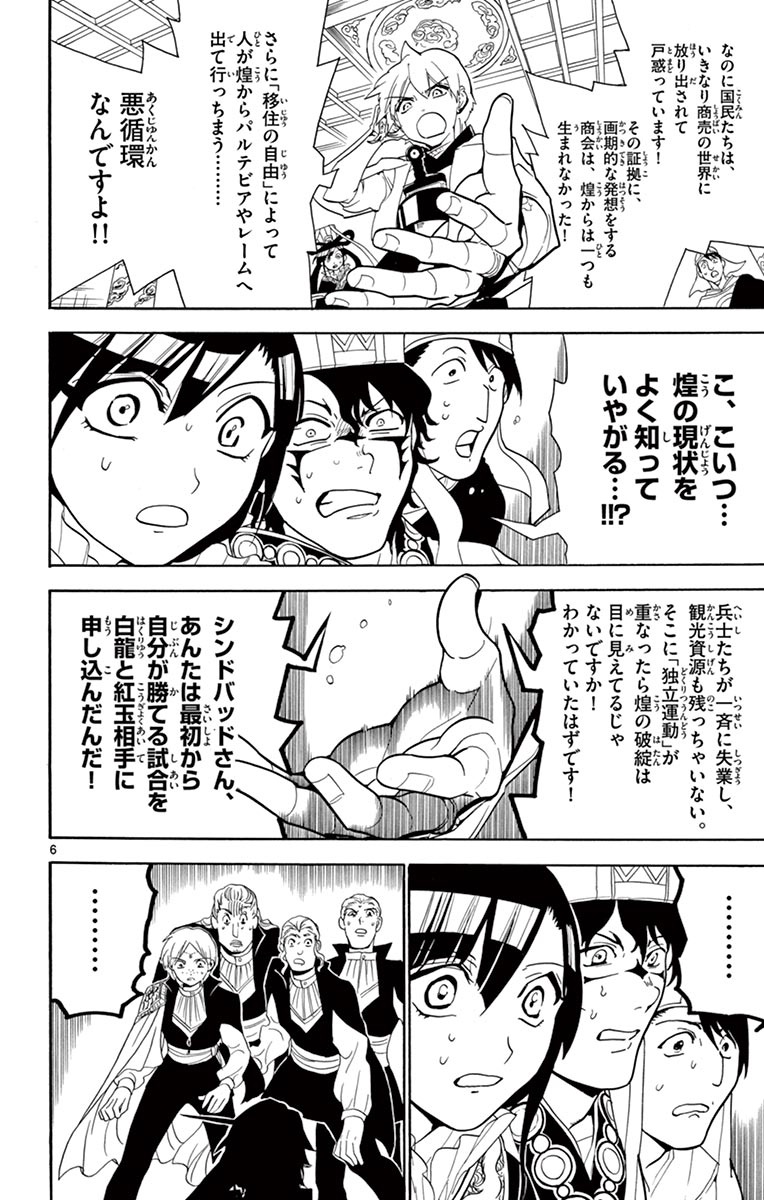 なのに国民たちは、
いきなり商売の世界に
放り出されて
戸惑っています!
その証拠に、
画期的な発想をする
商会は、煌からは一つも
生まれなかった!
さらに「移住の自由」によって
人が煌からパルテビアやレームへ
出て行っちまう………
悪循環
なんですよ!!
こ、こいつ…
煌の現状を
よく知って
いやがる…!!?
兵士たちが一斉に失業し、
観光資源も残っちゃいない。
そこに「独立運動」が
重なったら煌の破綻は
目に見えてるじゃ
ないですか!
わかっていたはずです!
シンドバッドさん、
あんたは最初から
自分が勝てる試合を
白龍と紅玉相手に
申し込んだんだ!
6
………
………